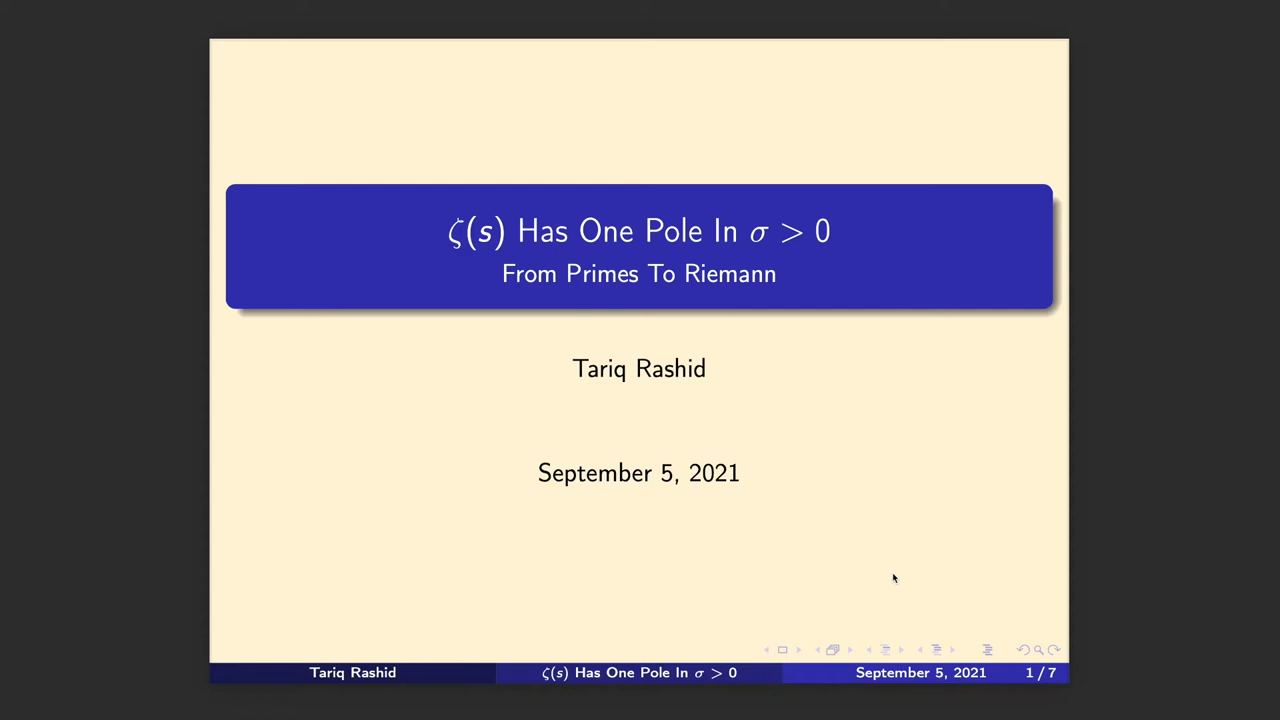 ζ(s) Has One Pole In σ > 0
From Primes To Riemann
Tariq Rashid
September 5, 2021
Tariq Rashid ζ(s) Has One Pole In σ > 0 September 5, 2021 1 / 7